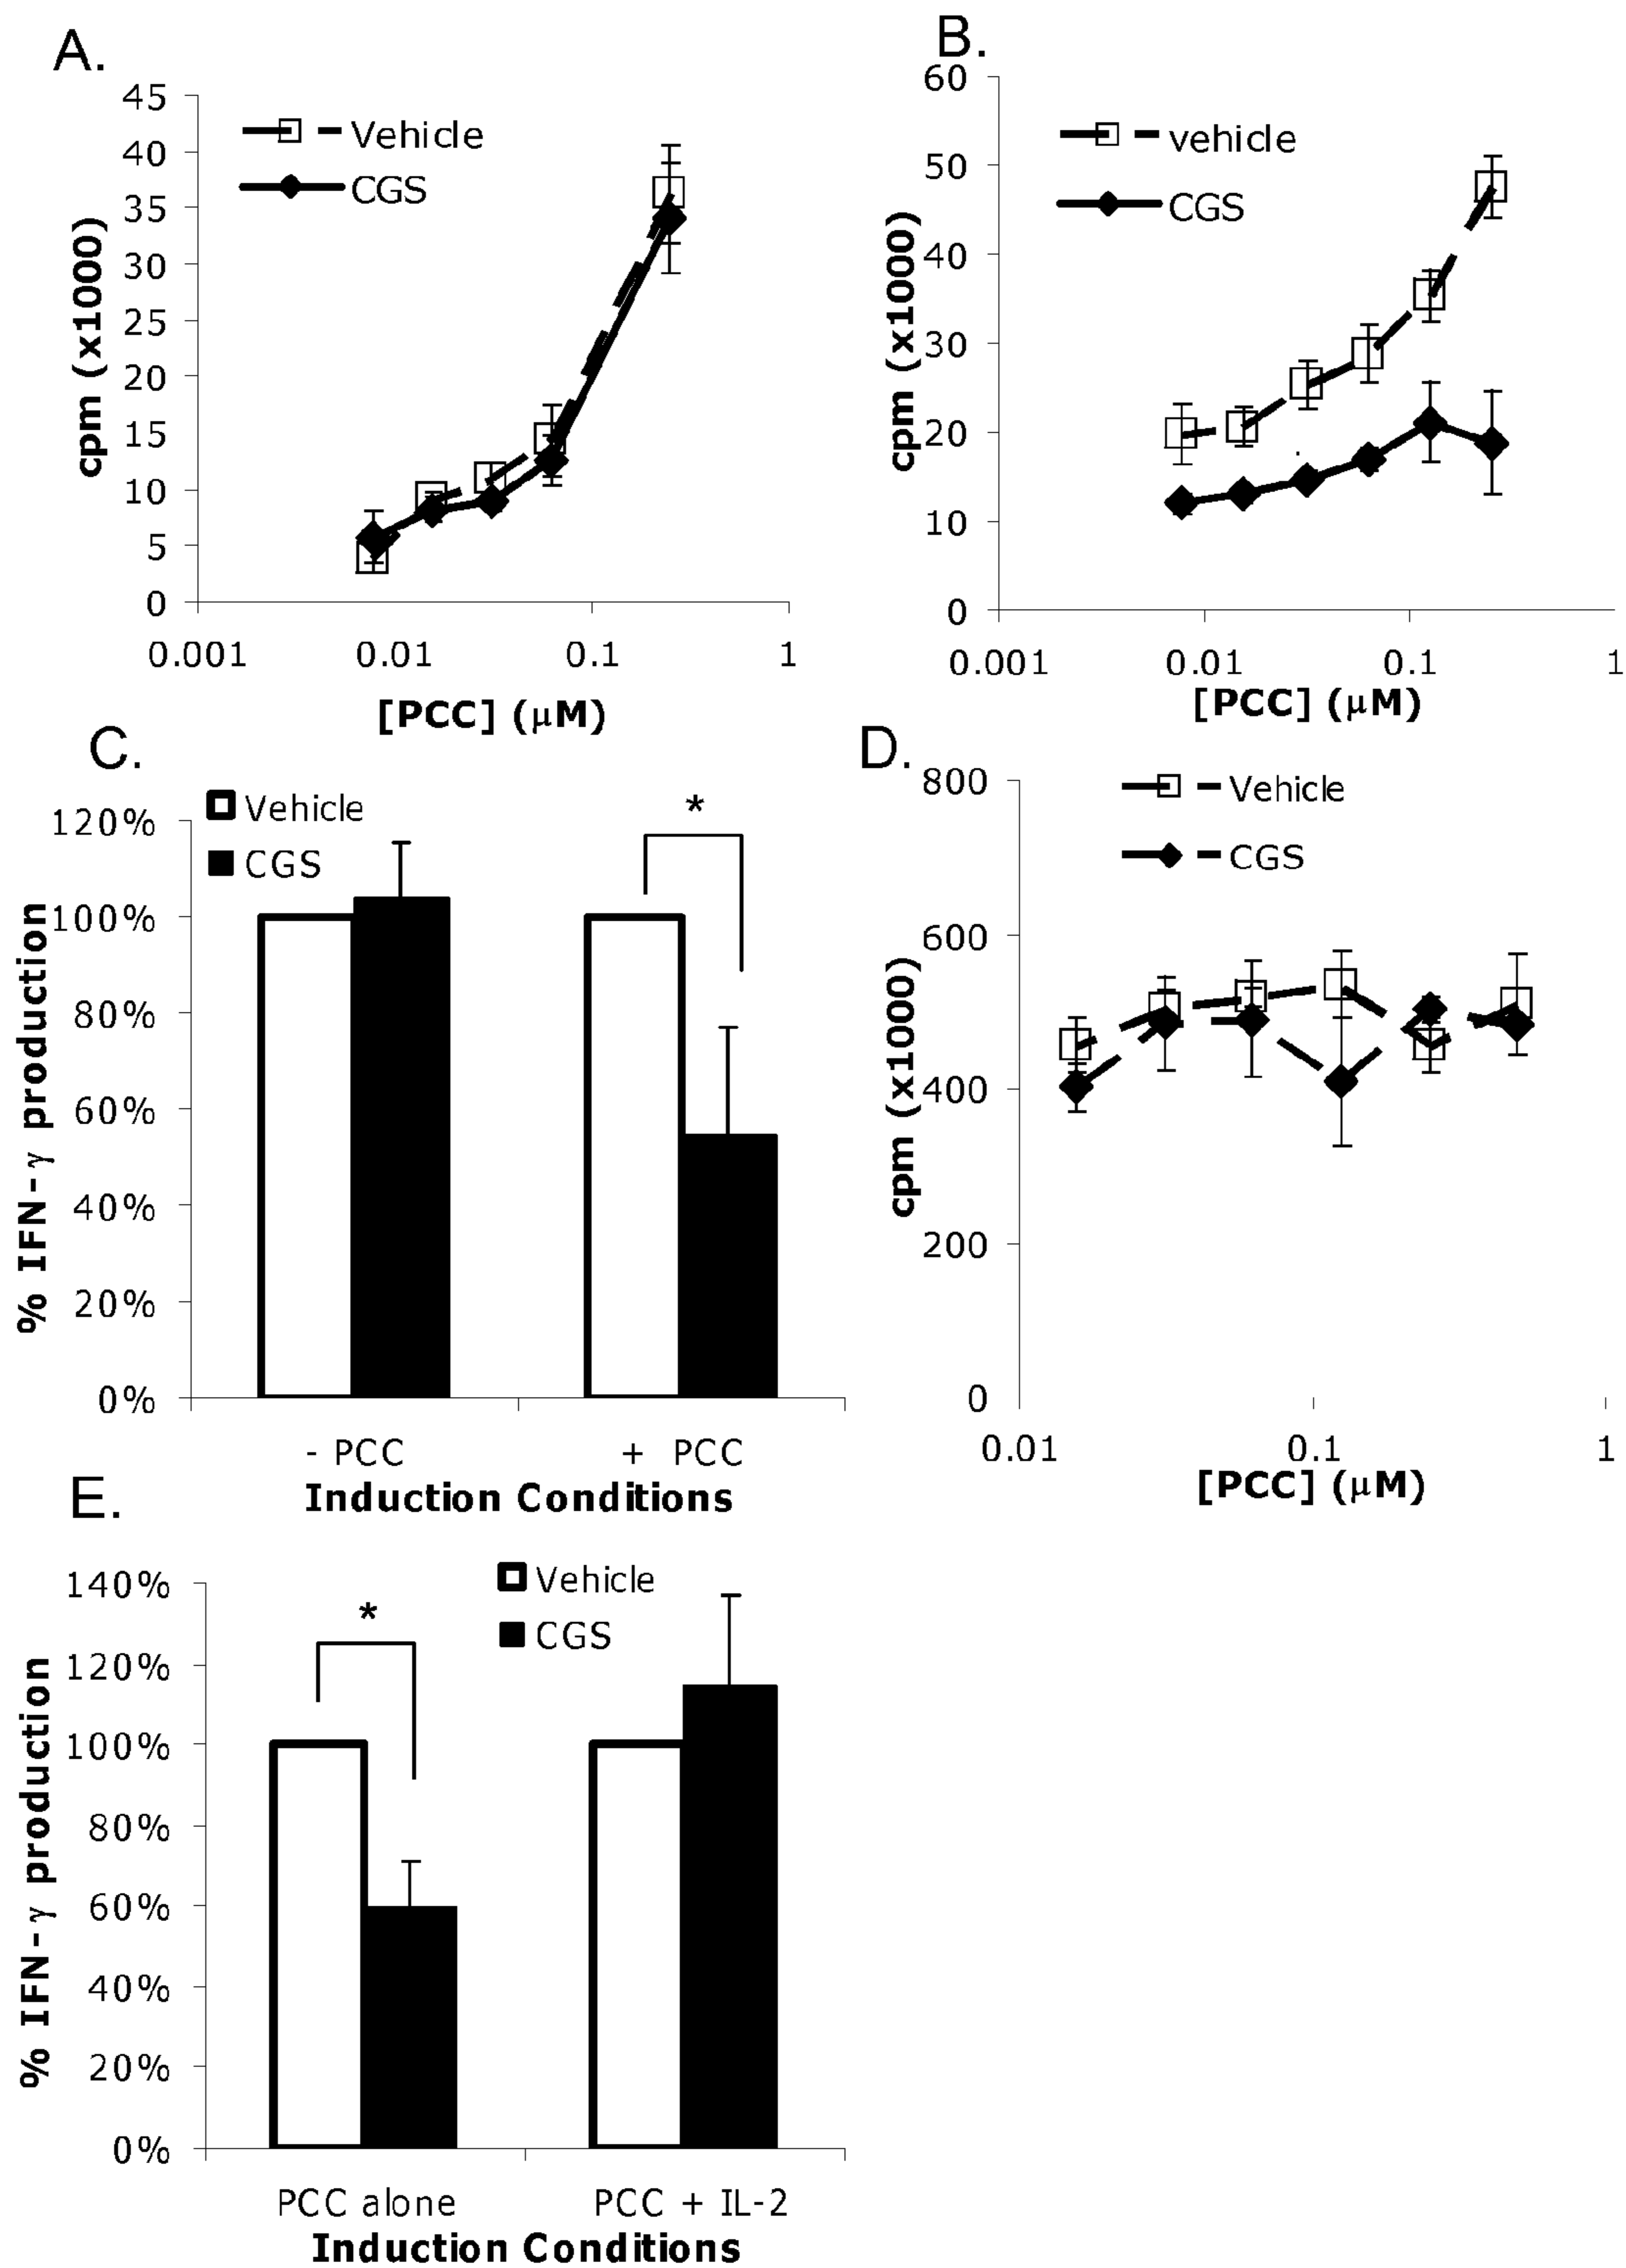 A.
45
40
35
30
25
20
15
10
5
0
cpm (x1000)
Vehicle
CGS
0.001 0.01 0.1 1
[PCC] (μM)
B.
60
50
40
30
20
10
0
cpm (x1000)
vehicle
CGS
0.001 0.01 0.1 1
[PCC] (μM)
C.
120%
100%
80%
60%
40%
20%
0%
% IFN-γ production
Vehicle
CGS
*
- PCC + PCC
Induction Conditions
D.
800
600
400
200
0
cpm (x1000)
Vehicle
CGS
0.01 0.1 1
[PCC] (μM)
E.
140%
120%
100%
80%
60%
40%
20%
0%
% IFN-γ production
Vehicle
CGS
*
PCC alone PCC + IL-2
Induction Conditions